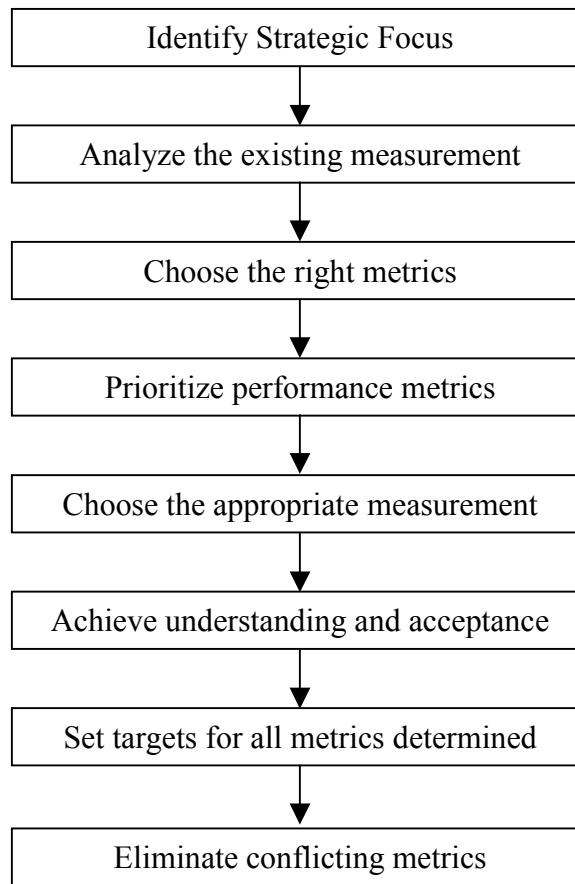 Identify Strategic Focus
Analyze the existing measurement
Choose the right metrics
Prioritize performance metrics
Choose the appropriate measurement
Achieve understanding and acceptance
Set targets for all metrics determined
Eliminate conflicting metrics